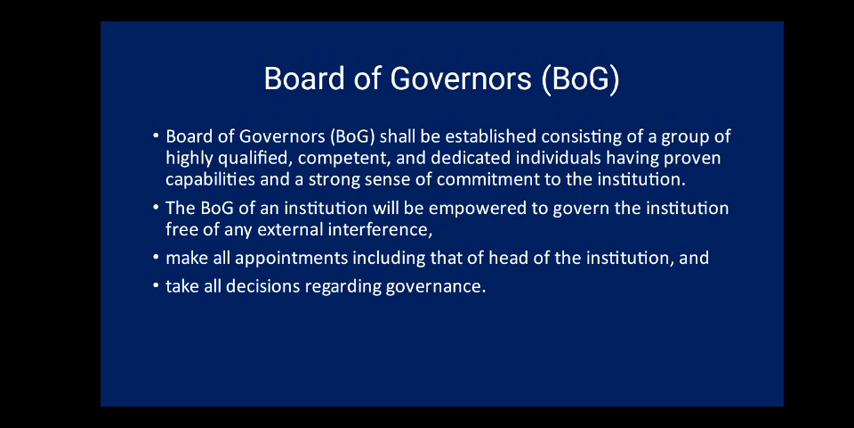 Board of Governors (BoG)
• Board of Governors (BoG) shall be established consisting of a group of
highly qualified, competent, and dedicated individuals having proven
capabilities and a strong sense of commitment to the institution.
• The BoG of an institution will be empowered to govern the institution
free of any external interference,
• make all appointments including that of head of the institution, and
• take all decisions regarding governance.